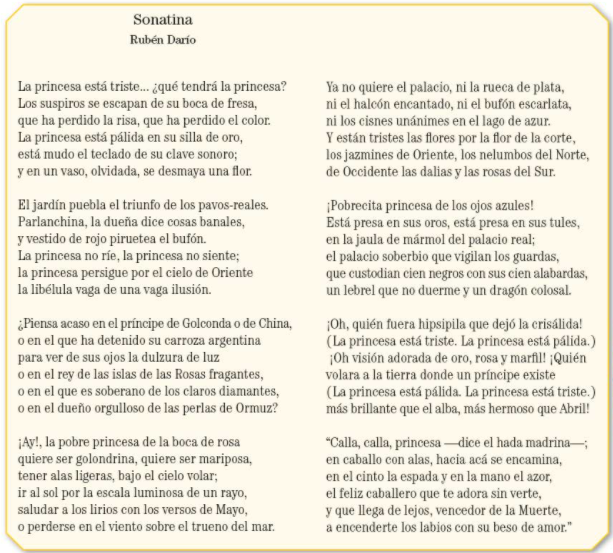 Sonatina
Rubén Darío
La princesa está triste... ¿qué tendrá la princesa?
Los suspiros se escapan de su boca de fresa,
que ha perdido la risa, que ha perdido el color.
La princesa está pálida en su silla de oro,
está mudo el teclado de su clave sonoro;
y en un vaso, olvidada, se desmaya una flor.
El jardín puebla el triunfo de los pavos-reales.
Parlanchina, la dueña dice cosas banales,
y vestido de rojo piruetea el bufón.
La princesa no ríe, la princesa no siente;
la princesa persigue por el cielo de Oriente
la libélula vaga de una vaga ilusión.
¿Piensa acaso en el príncipe de Golconda o de China,
o en el que ha detenido su carroza argentina
para ver de sus ojos la dulzura de luz
o en el rey de las islas de las Rosas fragantes,
o en el que es soberano de los claros diamantes,
o en el dueño orgulloso de las perlas de Ormuz?
¡Ay!, la pobre princesa de la boca de rosa
quiere ser golondrina, quiere ser mariposa,
tener alas ligeras, bajo el cielo volar;
ir al sol por la escala luminosa de un rayo,
saludar a los lirios con los versos de Mayo,
o perderse en el viento sobre el trueno del mar.
Ya no quiere el palacio, ni la rueca de plata,
ni el halcón encantado, ni el bufón escarlata,
ni los cisnes unánimes en el lago de azur.
Y están tristes las flores por la flor de la corte,
los jazmines de Oriente, los nelumbos del Norte,
de Occidente las dalias y las rosas del Sur.
¡Pobrecita princesa de los ojos azules!
Está presa en sus oros, está presa en sus tules,
en la jaula de mármol del palacio real;
el palacio soberbio que vigilan los guardas,
que custodian cien negros con sus cien alabardas,
un lebrel que no duerme y un dragón colosal.
¡Oh, quién fuera hipsipila que dejó la crisálida!
(La princesa está triste. La princesa está pálida.)
¡Oh visión adorada de oro, rosa y marfil! ¡Quién
volara a la tierra donde un príncipe existe
(La princesa está pálida. La princesa está triste.)
más brillante que el alba, más hermoso que Abril!
“Calla, calla, princesa —dice el hada madrina—;
en caballo con alas, hacia acá se encamina,
en el cinto la espada y en la mano el azor,
el feliz caballero que te adora sin verte,
y que llega de lejos, vencedor de la Muerte,
a encenderte los labios con su beso de amor.”